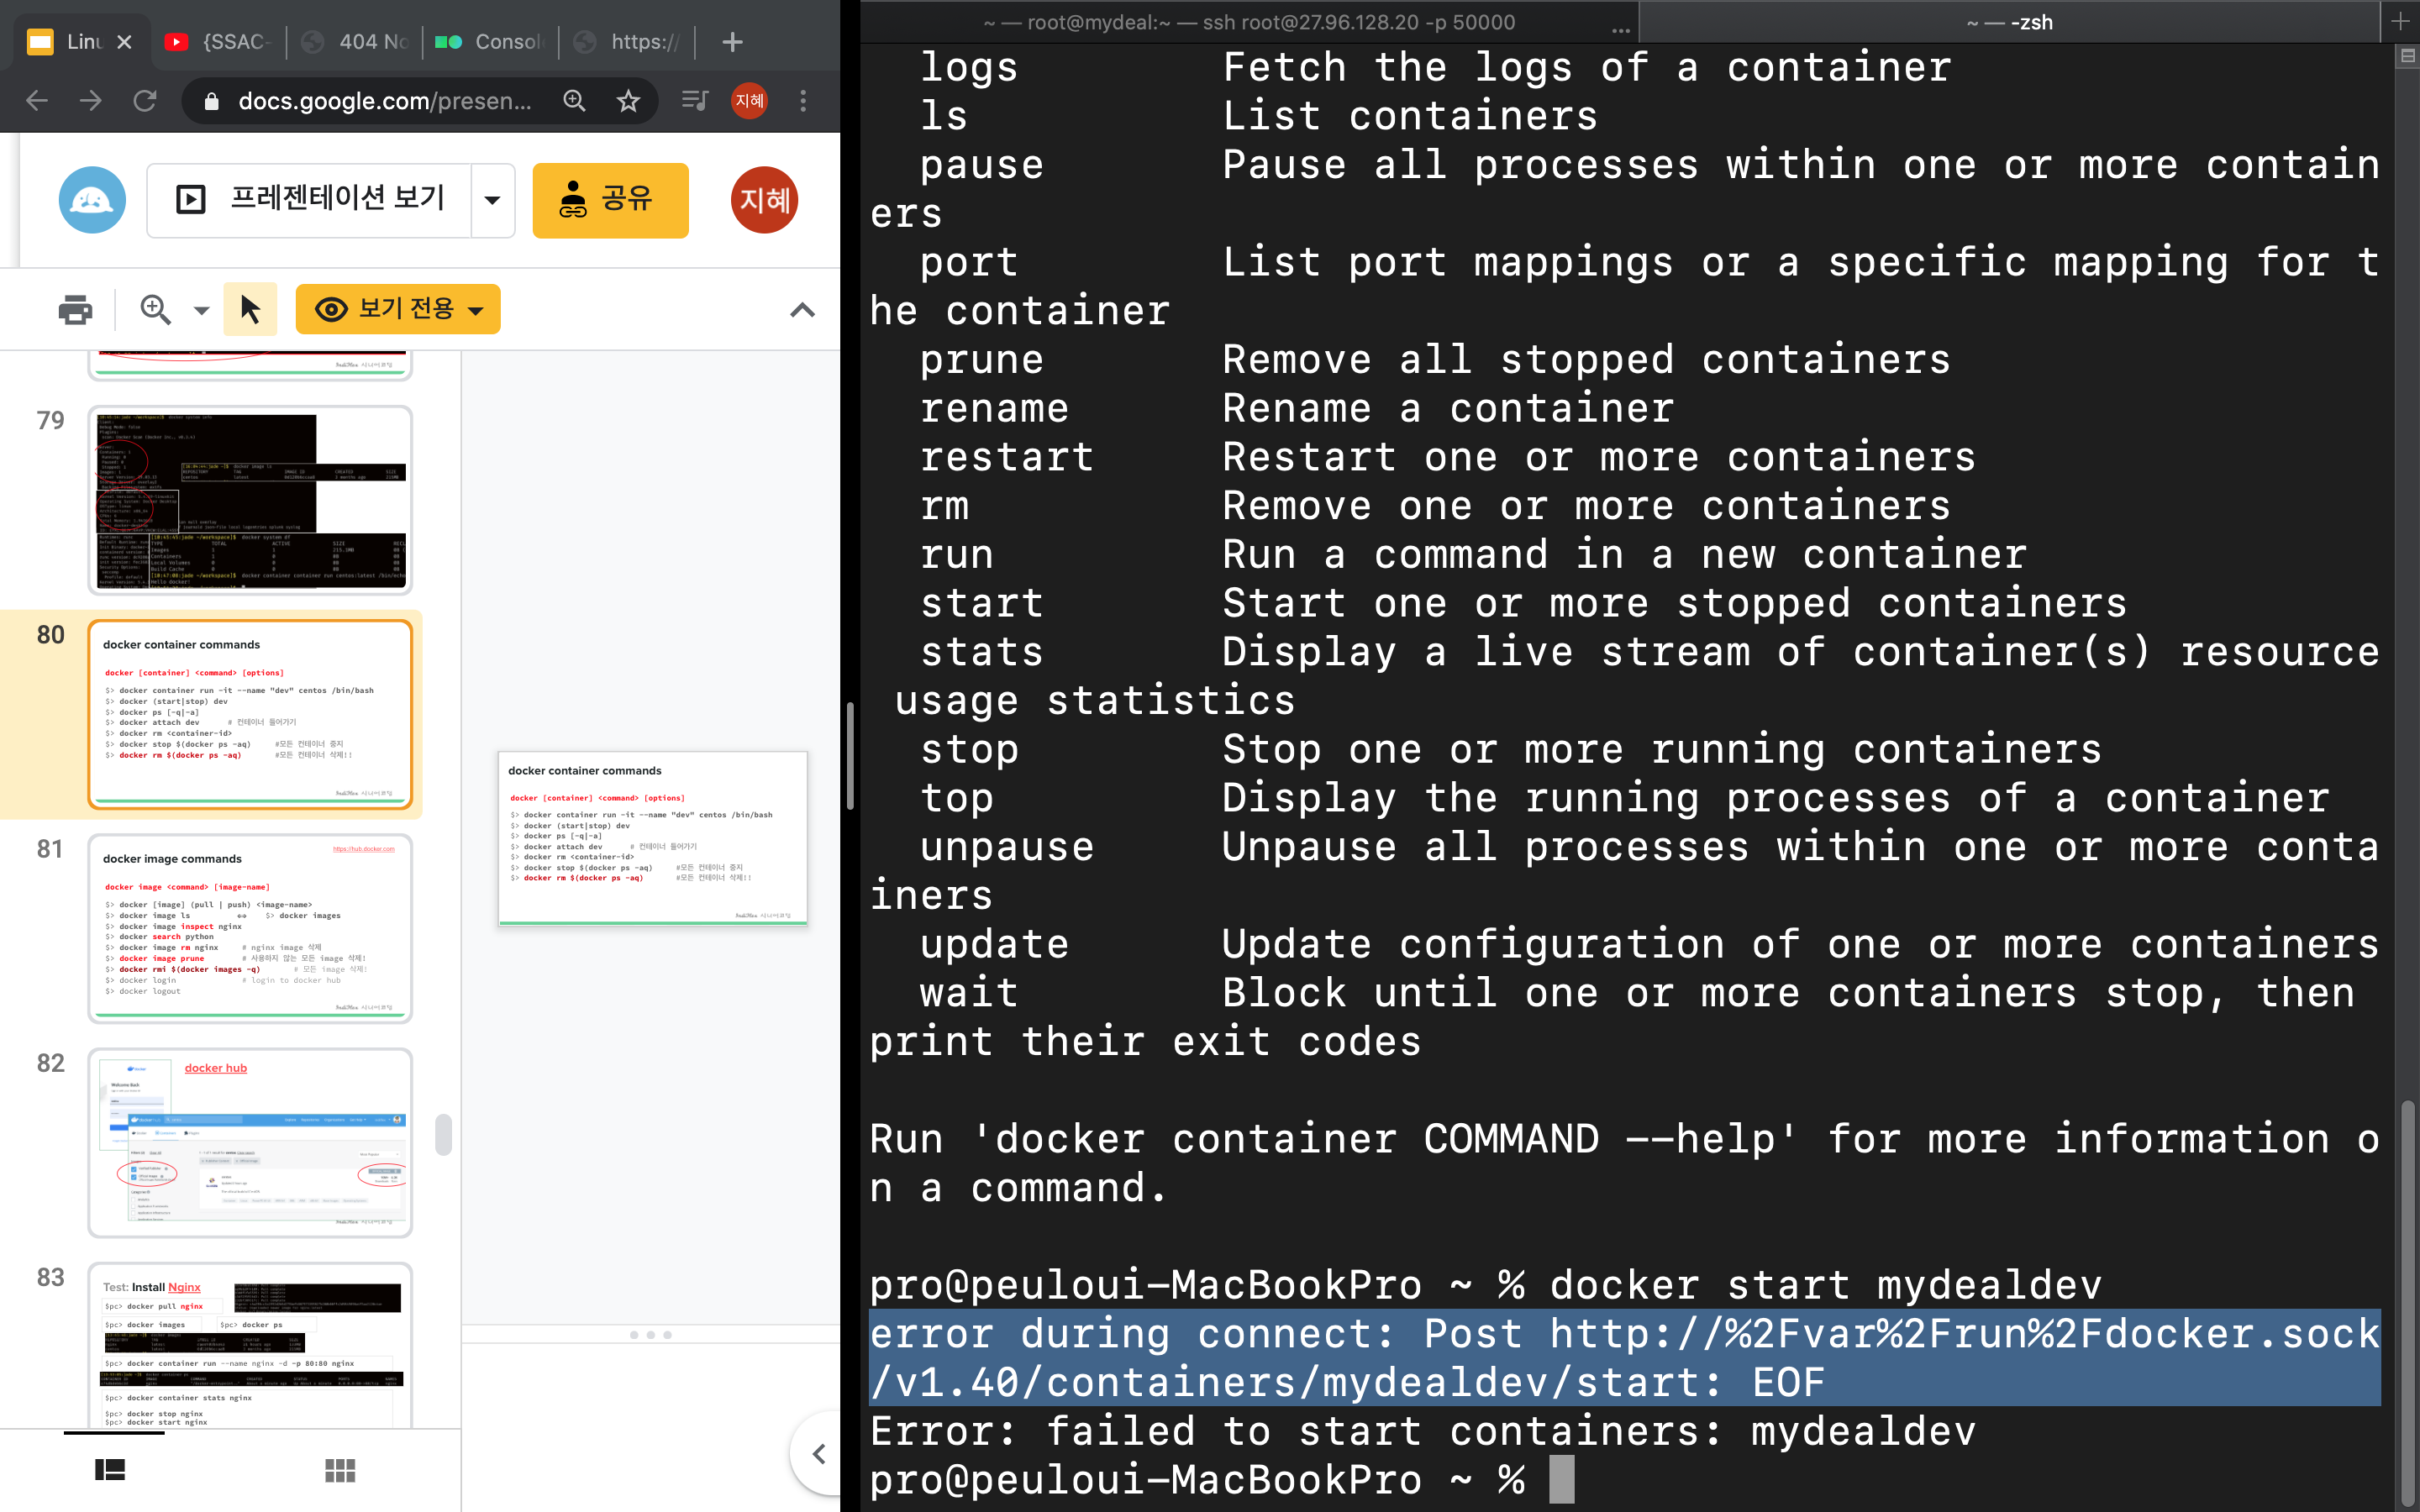 Linu
{SSAC-
404 No
Consol
https://
docs.google.com/presen...
지혜
프레젠테이션 보기
공유
지혜
보기 전용
79
80
docker container commands
docker [container] <command> [options]
$> docker container run -it --name "dev" centos /bin/bash
$> docker (start|stop) dev
$> docker ps [-q|-a]
$> docker attach dev # 컨테이너 들어가기
$> docker rm <container-id>
$> docker stop $(docker ps -aq) #모든 컨테이너 중지
$> docker rm $(docker ps -aq) #모든 컨테이너 삭제!!
81
https://hub.docker.com
docker image commands
docker image <command> [image-name]
$> docker [image] (pull | push) <image-name>
$> docker image ls ⇔ $> docker images
$> docker image inspect nginx
$> docker search python
$> docker image rm nginx # nginx image 삭제
$> docker image prune # 사용하지 않는 모든 image 삭제!
$> docker rmi $(docker images -q) # 모든 image 삭제!
$> docker login # login to docker hub
$> docker logout
82
docker hub
83
Test: Install Nginx
$pc> docker pull nginx
$pc> docker images $pc> docker ps
$pc> docker container run --name nginx -d -p 80:80 nginx
$pc> docker container stats nginx
$pc> docker stop nginx
$pc> docker start nginx
docker container commands
docker [container] <command> [options]
$> docker container run -it --name "dev" centos /bin/bash
$> docker (start|stop) dev
$> docker ps [-q|-a]
$> docker attach dev # 컨테이너 들어가기
$> docker rm <container-id>
$> docker stop $(docker ps -aq) #모든 컨테이너 중지
$> docker rm $(docker ps -aq) #모든 컨테이너 삭제!!
~ — root@mydeal:~ — ssh root@27.96.128.20 -p 50000 ...
~ — -zsh
logs Fetch the logs of a container
ls List containers
pause Pause all processes within one or more contain
ers
port List port mappings or a specific mapping for t
he container
prune Remove all stopped containers
rename Rename a container
restart Restart one or more containers
rm Remove one or more containers
run Run a command in a new container
start Start one or more stopped containers
stats Display a live stream of container(s) resource
usage statistics
stop Stop one or more running containers
top Display the running processes of a container
unpause Unpause all processes within one or more conta
iners
update Update configuration of one or more containers
wait Block until one or more containers stop, then
print their exit codes
Run 'docker container COMMAND --help' for more information o
n a command.
pro@peuloui-MacBookPro ~ % docker start mydealdev
error during connect: Post http://%2Fvar%2Frun%2Fdocker.sock
/v1.40/containers/mydealdev/start: EOF
Error: failed to start containers: mydealdev
pro@peuloui-MacBookPro ~ %